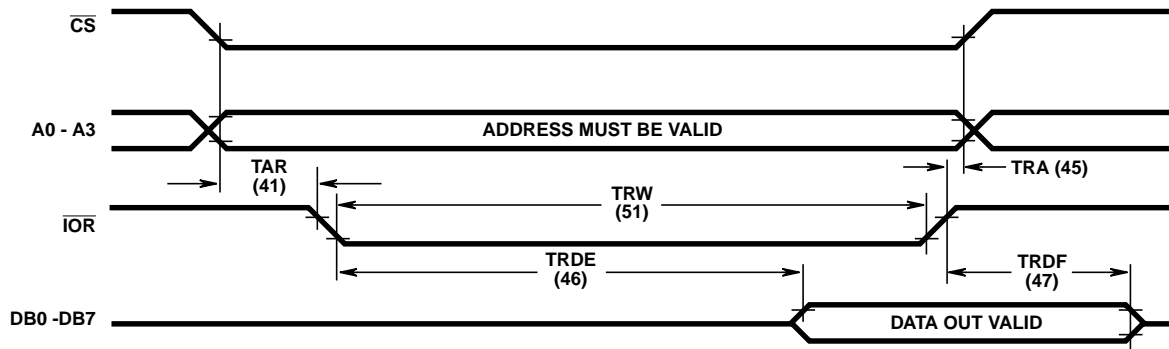 CS
A0 - A3
ADDRESS MUST BE VALID
TAR
(41)
TRA (45)
TRW
(51)
IOR
TRDE
(46)
TRDF
(47)
DB0 -DB7
DATA OUT VALID